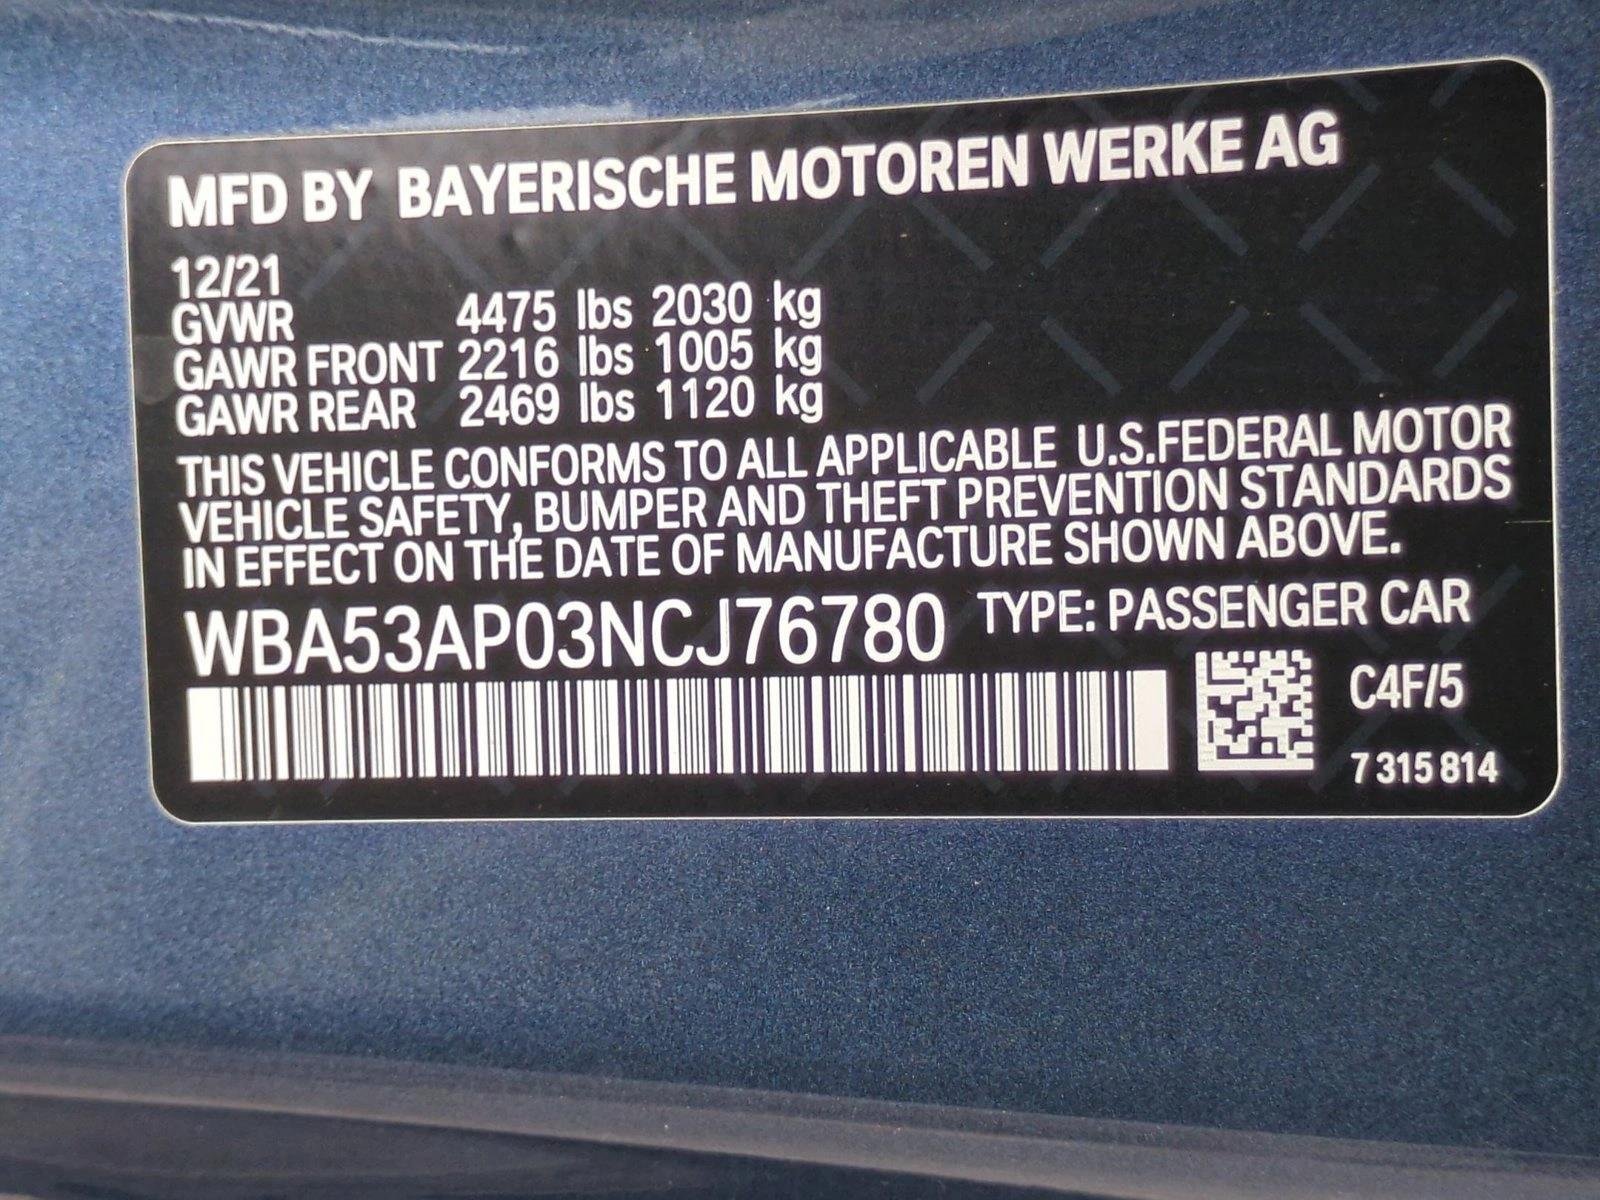 MFD BY BAYERISCHE MOTOREN WERKE AG
12/21
GVWR 4475 lbs 2030 kg
GAWR FRONT 2216 lbs 1005 kg
GAWR REAR 2469 lbs 1120 kg
THIS VEHICLE CONFORMS TO ALL APPLICABLE U.S.FEDERAL MOTOR
VEHICLE SAFETY, BUMPER AND THEFT PREVENTION STANDARDS
IN EFFECT ON THE DATE OF MANUFACTURE SHOWN ABOVE.
WBA53AP03NCJ76780 TYPE: PASSENGER CAR
C4F/5
7 315 814